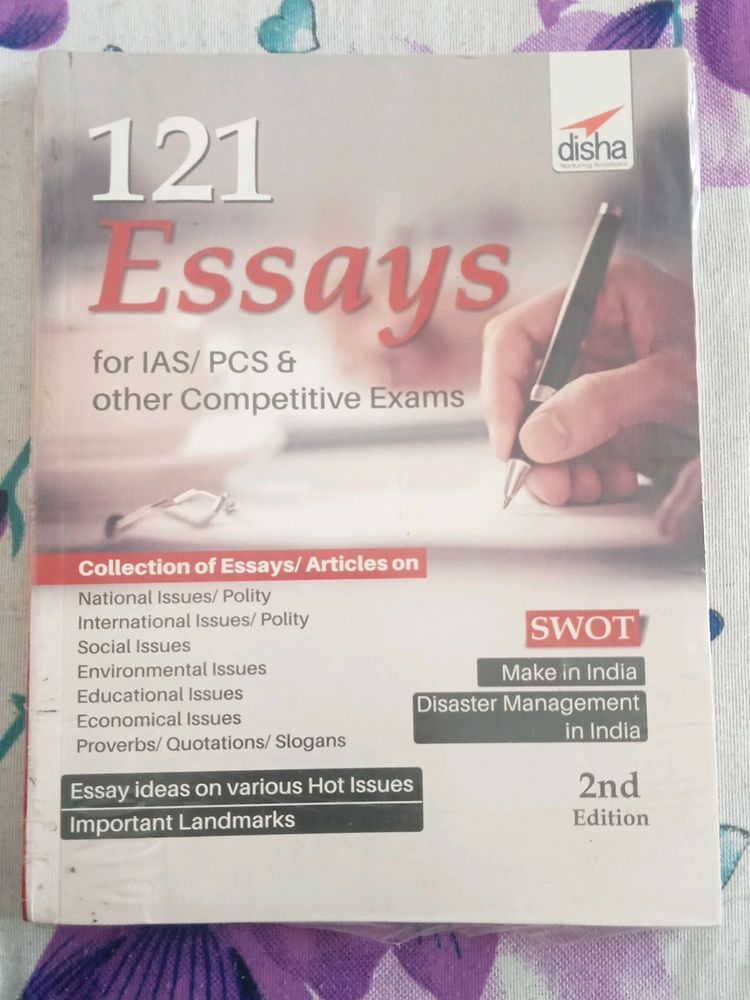 121
disha
Nurturing Ambitions
Essays
for IAS/ PCS &
other Competitive Exams
Collection of Essays/ Articles on
National Issues/ Polity
International Issues/ Polity
Social Issues
Environmental Issues
Educational Issues
Economical Issues
Proverbs/ Quotations/ Slogans
SWOT
Make in India
Disaster Management
in India
Essay ideas on various Hot Issues
Important Landmarks
2nd
Edition